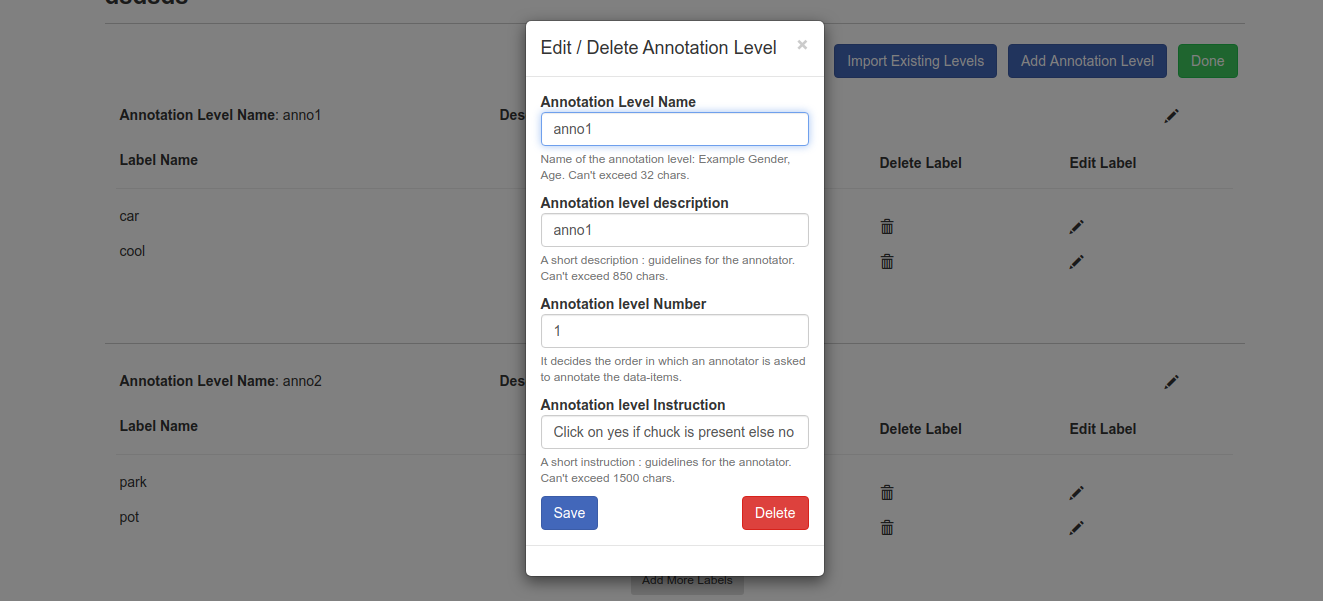 Edit / Delete Annotation Level ×
Import Existing Levels Add Annotation Level Done
Annotation Level Name
anno1
Name of the annotation level: Example Gender,
Age. Can't exceed 32 chars.
Annotation level description
anno1
A short description : guidelines for the annotator.
Can't exceed 850 chars.
Annotation level Number
1
It decides the order in which an annotator is asked
to annotate the data-items.
Annotation level Instruction
Click on yes if chuck is present else no
A short instruction : guidelines for the annotator.
Can't exceed 1500 chars.
Save Delete
Annotation Level Name: anno1 Des
Label Name Delete Label Edit Label
car
cool
Annotation Level Name: anno2 Des
Label Name Delete Label Edit Label
park
pot
Add More Labels